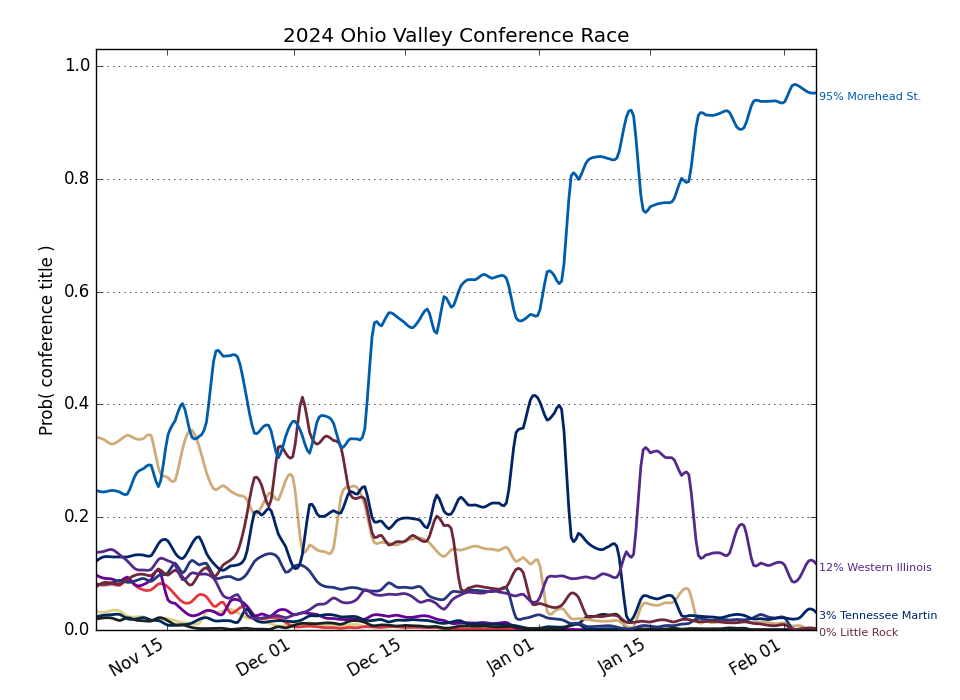 2024 Ohio Valley Conference Race
1.0
0.8
0.6
0.4
0.2
0.0
Prob( conference title )
Nov 15
Dec 01
Dec 15
Jan 01
Jan 15
Feb 01
95% Morehead St.
12% Western Illinois
3% Tennessee Martin
0% Little Rock